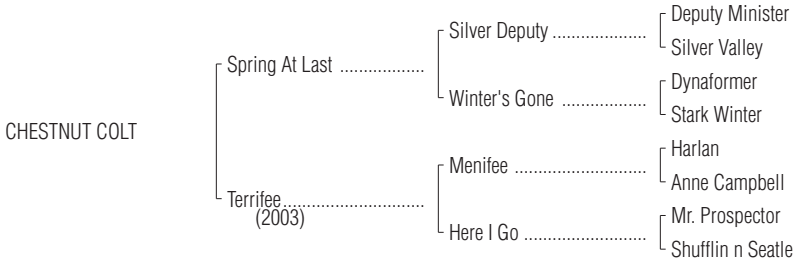 Deputy Minister
Silver Deputy ....................
Silver Valley
Spring At Last ..................
Dynaformer
Winter's Gone ..................
Stark Winter
CHESTNUT COLT
Harlan
Menifee ............................
Anne Campbell
Terrifee..............................
(2003)
Mr. Prospector
Here I Go ..........................
Shufflin n Seatle